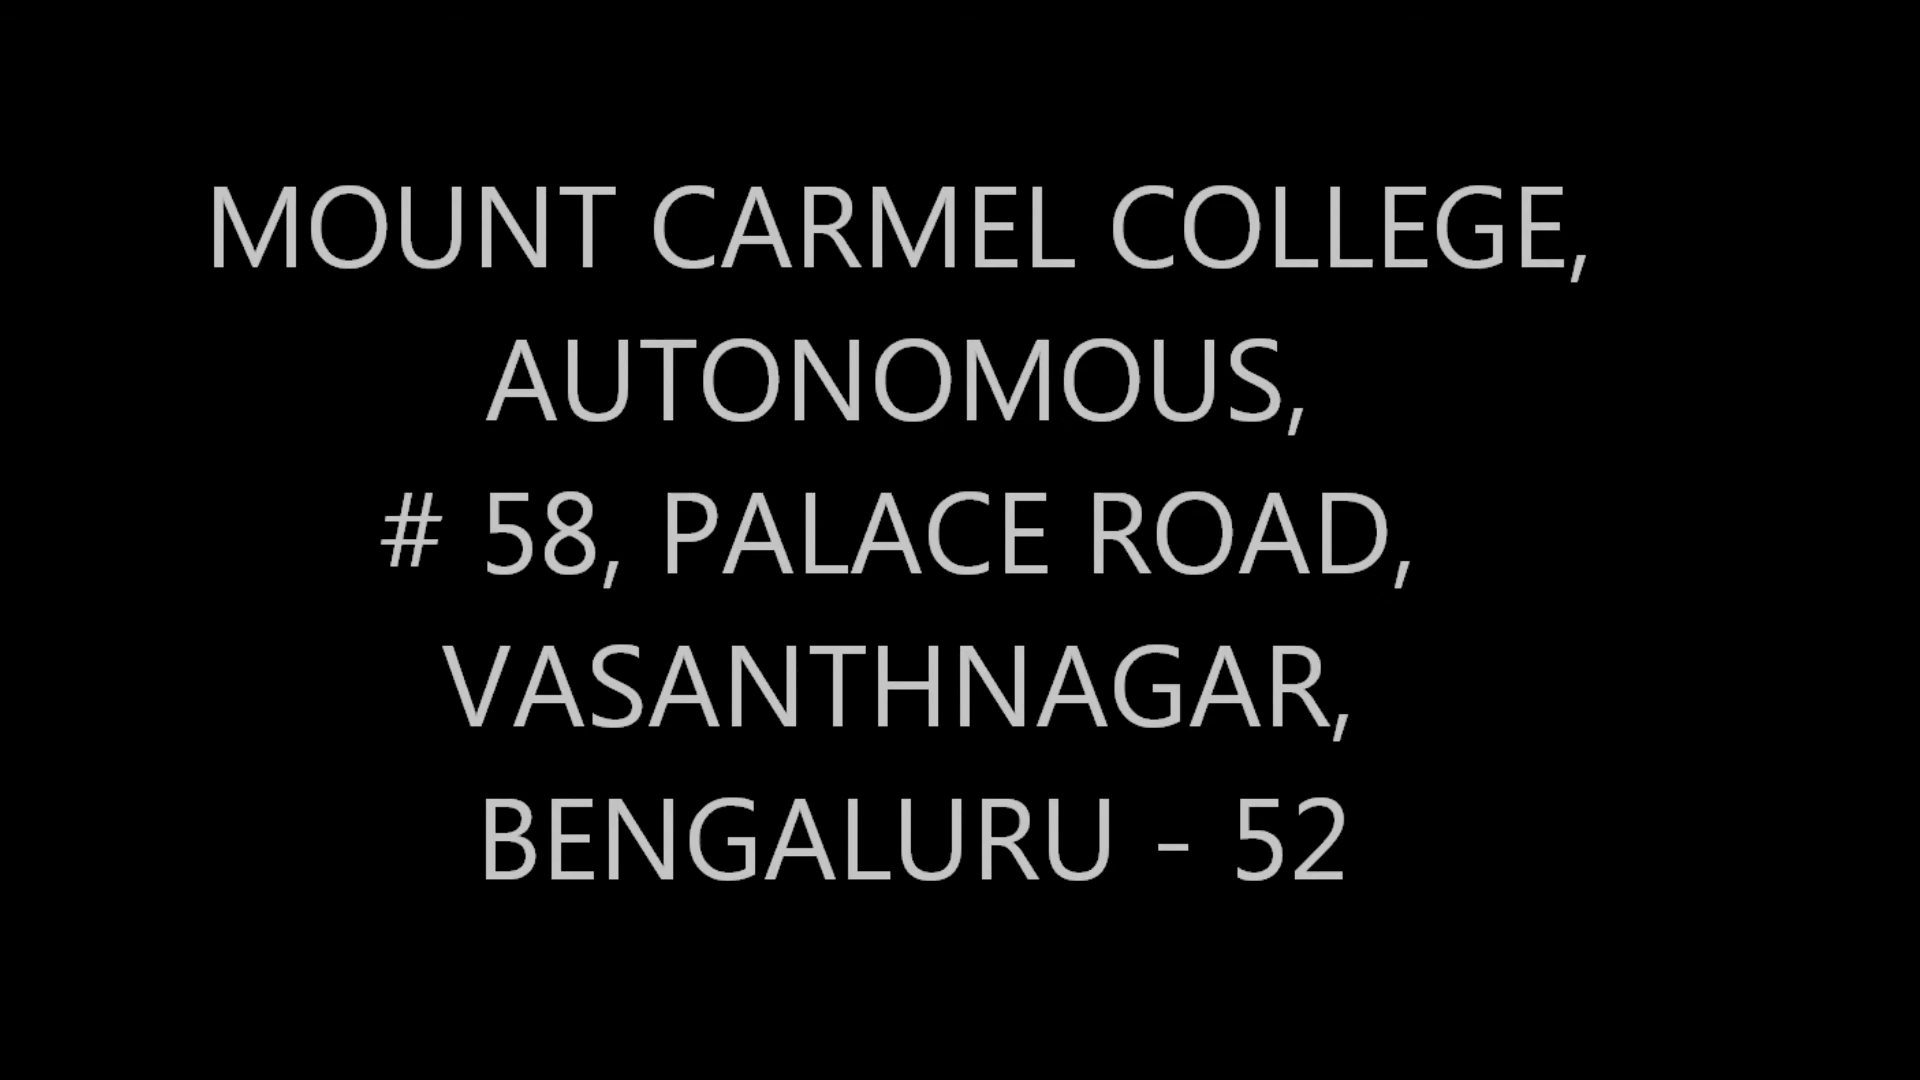 MOUNT CARMEL COLLEGE,
AUTONOMOUS,
# 58, PALACE ROAD,
VASANTHNAGAR,
BENGALURU - 52